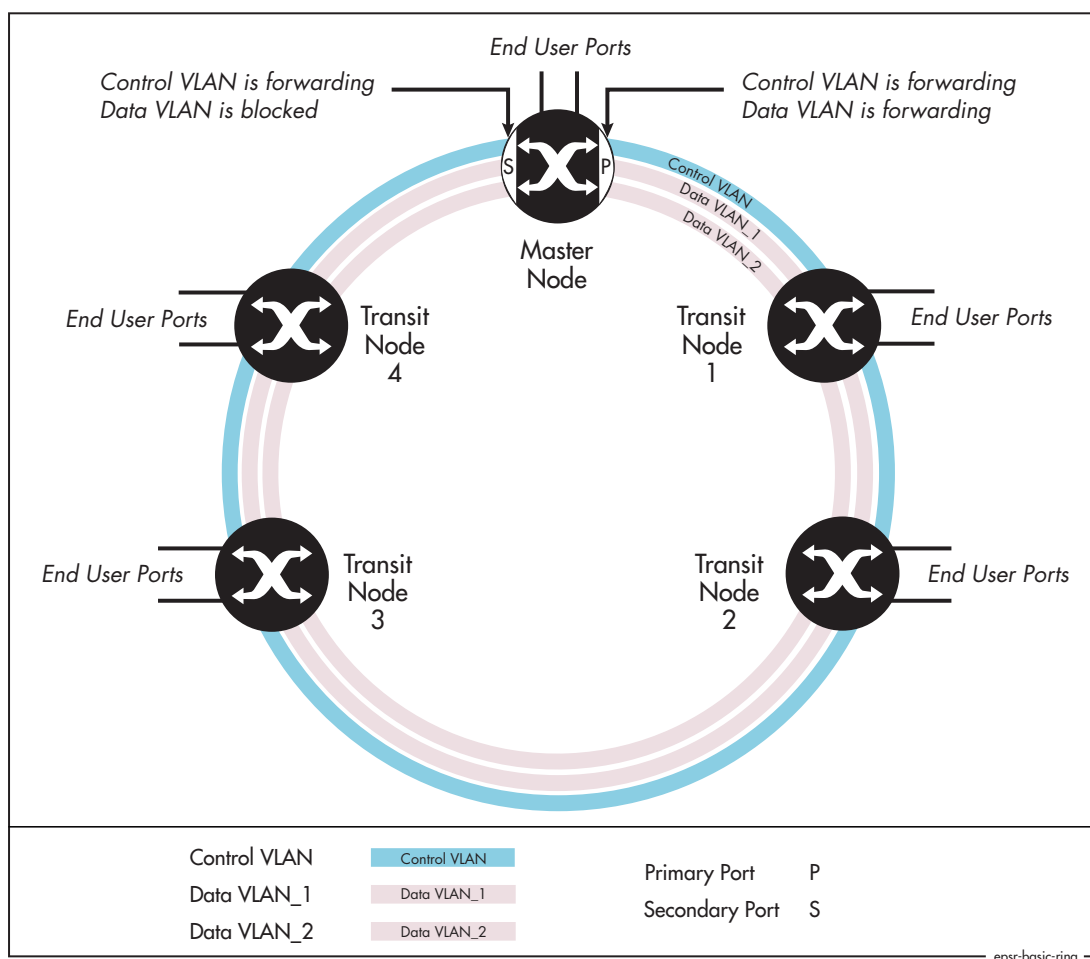 End User Ports
Control VLAN is forwarding
Data VLAN is blocked
Control VLAN is forwarding
Data VLAN is forwarding
S
P
Control VLAN
Data VLAN_1
Data VLAN_2
Master
Node
End User Ports
Transit
Node
4
Transit
Node
1
End User Ports
End User Ports
Transit
Node
3
Transit
Node
2
End User Ports
Control VLAN
Control VLAN
Data VLAN_1
Data VLAN_1
Data VLAN_2
Data VLAN_2
Primary Port P
Secondary Port S
epsr-basic-ring